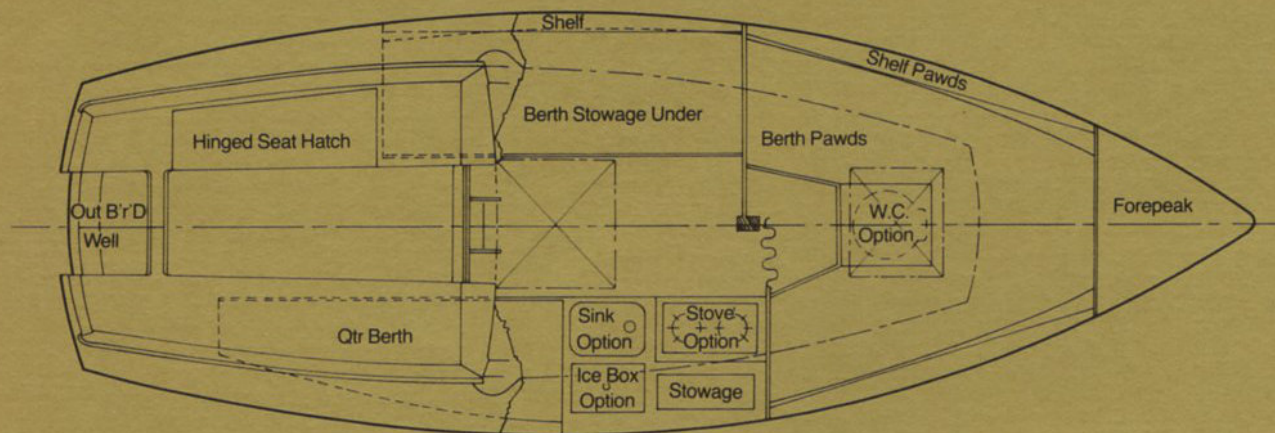 Shelf
Shelf Pawds
Hinged Seat Hatch
Berth Stowage Under
Berth Pawds
Out B'r'D
Well
W.C.
Option
Forepeak
Qtr Berth
Sink
Option
Stove
Option
Ice Box
Option
Stowage